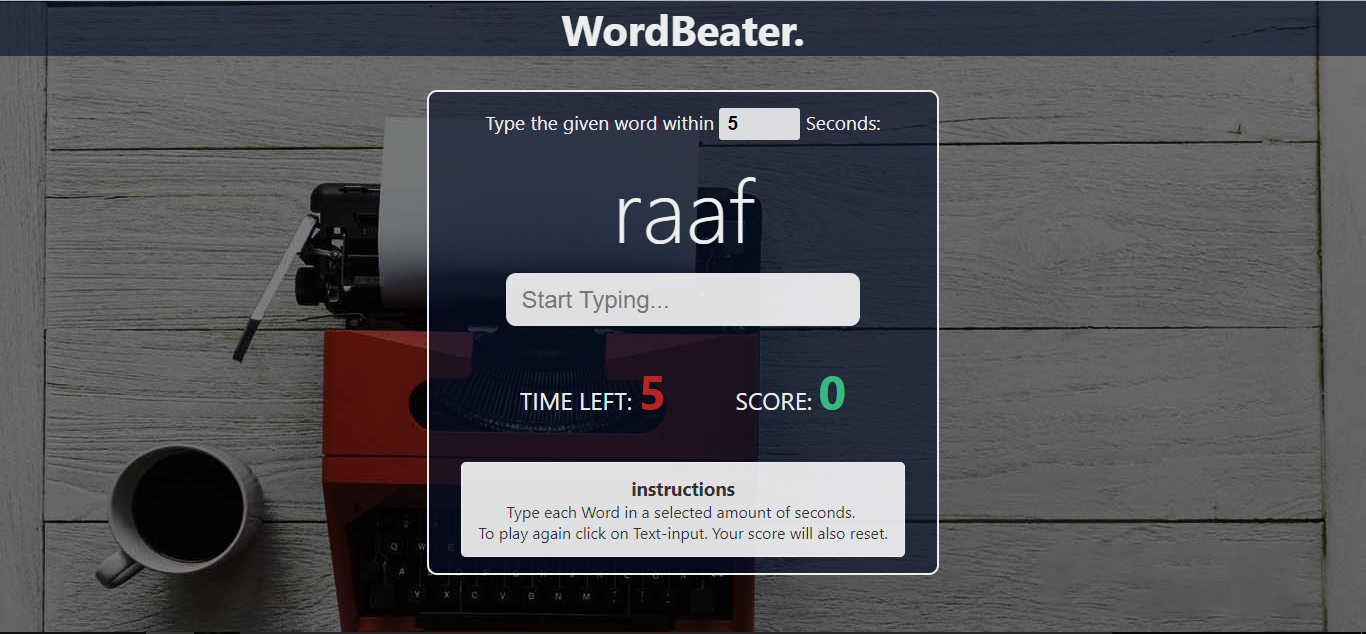 WordBeater.
Type the given word within 5 Seconds:
raaf
Start Typing...
TIME LEFT: 5 SCORE: 0
instructions
Type each Word in a selected amount of seconds.
To play again click on Text-input. Your score will also reset.
Q W E
A
Y X C V B N M